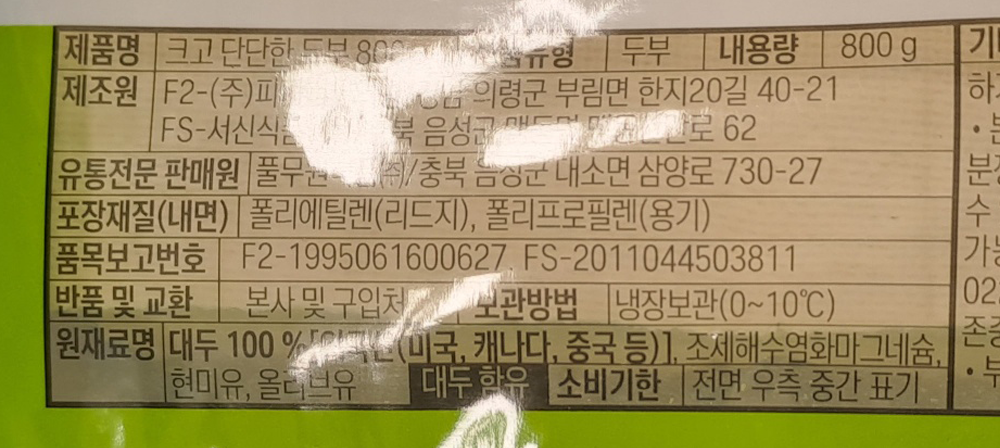 제품명 크고 단단한 두부 800 유형 두부 내용량 800 g
제조원 F2-(주)피 의령군 부림면 한지20길 40-21
FS-서신식 음성군 로 62
유통전문 판매원 풀무원 충북 음성군 대소면 삼양로 730-27
포장재질(내면) 폴리에틸렌(리드지), 폴리프로필렌(용기)
품목보고번호 F2-1995061600627, FS-2011044503811
반품 및 교환 본사 및 구입처 보관방법 냉장보관(0~10℃)
원재료명 대두 100 % (미국, 캐나다, 중국 등)], 조제해수염화마그네슘,
현미유, 올리브유 대두 함유 소비기한 전면 우측 중간 표기